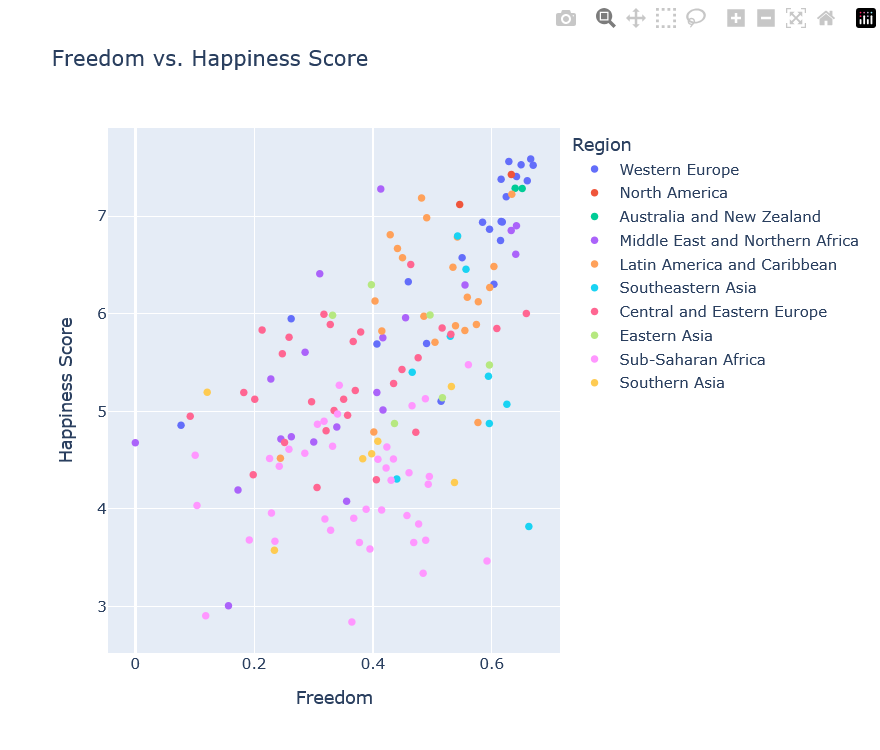 Freedom vs. Happiness Score
Region
Western Europe
North America
Australia and New Zealand
Middle East and Northern Africa
Latin America and Caribbean
Southeastern Asia
Central and Eastern Europe
Eastern Asia
Sub-Saharan Africa
Southern Asia
Happiness Score
7
6
5
4
3
0 0.2 0.4 0.6
Freedom